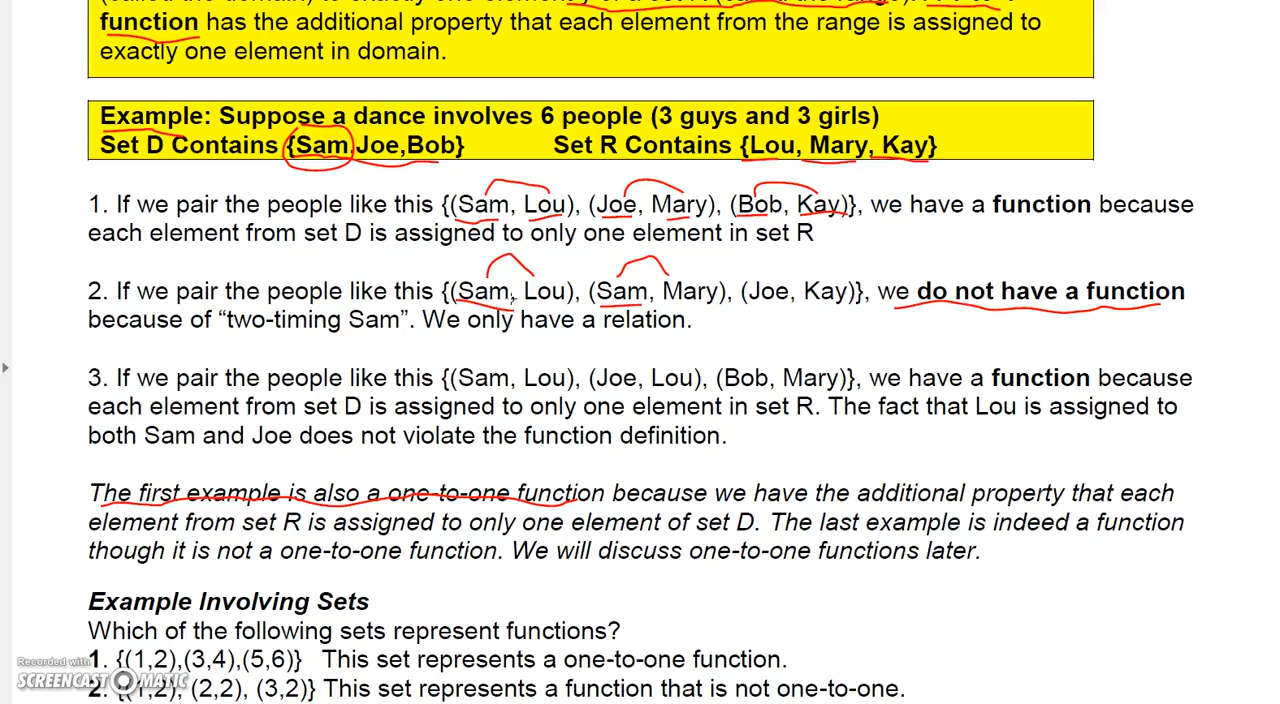 function has the additional property that each element from the range is assigned to
exactly one element in domain.
Example: Suppose a dance involves 6 people (3 guys and 3 girls)
Set D Contains {Sam,Joe,Bob} Set R Contains {Lou, Mary, Kay}
1. If we pair the people like this {(Sam, Lou), (Joe, Mary), (Bob, Kay)}, we have a function because
each element from set D is assigned to only one element in set R
2. If we pair the people like this {(Sam, Lou), (Sam, Mary), (Joe, Kay)}, we do not have a function
because of “two-timing Sam”. We only have a relation.
3. If we pair the people like this {(Sam, Lou), (Joe, Lou), (Bob, Mary)}, we have a function because
each element from set D is assigned to only one element in set R. The fact that Lou is assigned to
both Sam and Joe does not violate the function definition.
The first example is also a one-to-one function because we have the additional property that each
element from set R is assigned to only one element of set D. The last example is indeed a function
though it is not a one-to-one function. We will discuss one-to-one functions later.
Example Involving Sets
Which of the following sets represent functions?
1. {(1,2),(3,4),(5,6)} This set represents a one-to-one function.
2. {(1,2), (2,2), (3,2)} This set represents a function that is not one-to-one.
Recorded with
SCREENCAST MATIC